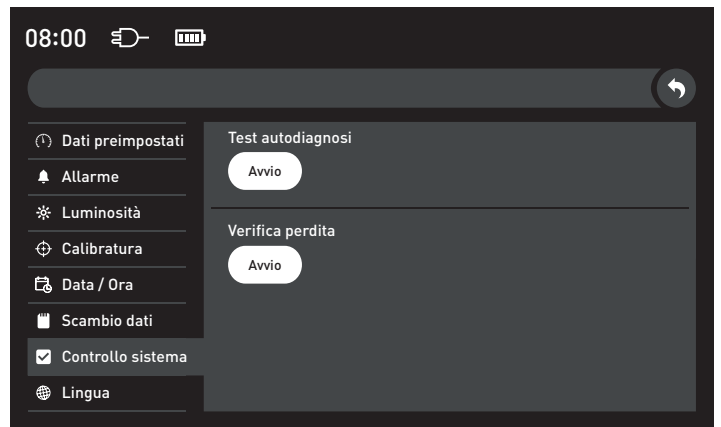 08:00
Dati preimpostati
Allarme
Luminosità
Calibratura
Data / Ora
Scambio dati
Controllo sistema
Lingua
Test autodiagnosi
Avvio
Verifica perdita
Avvio